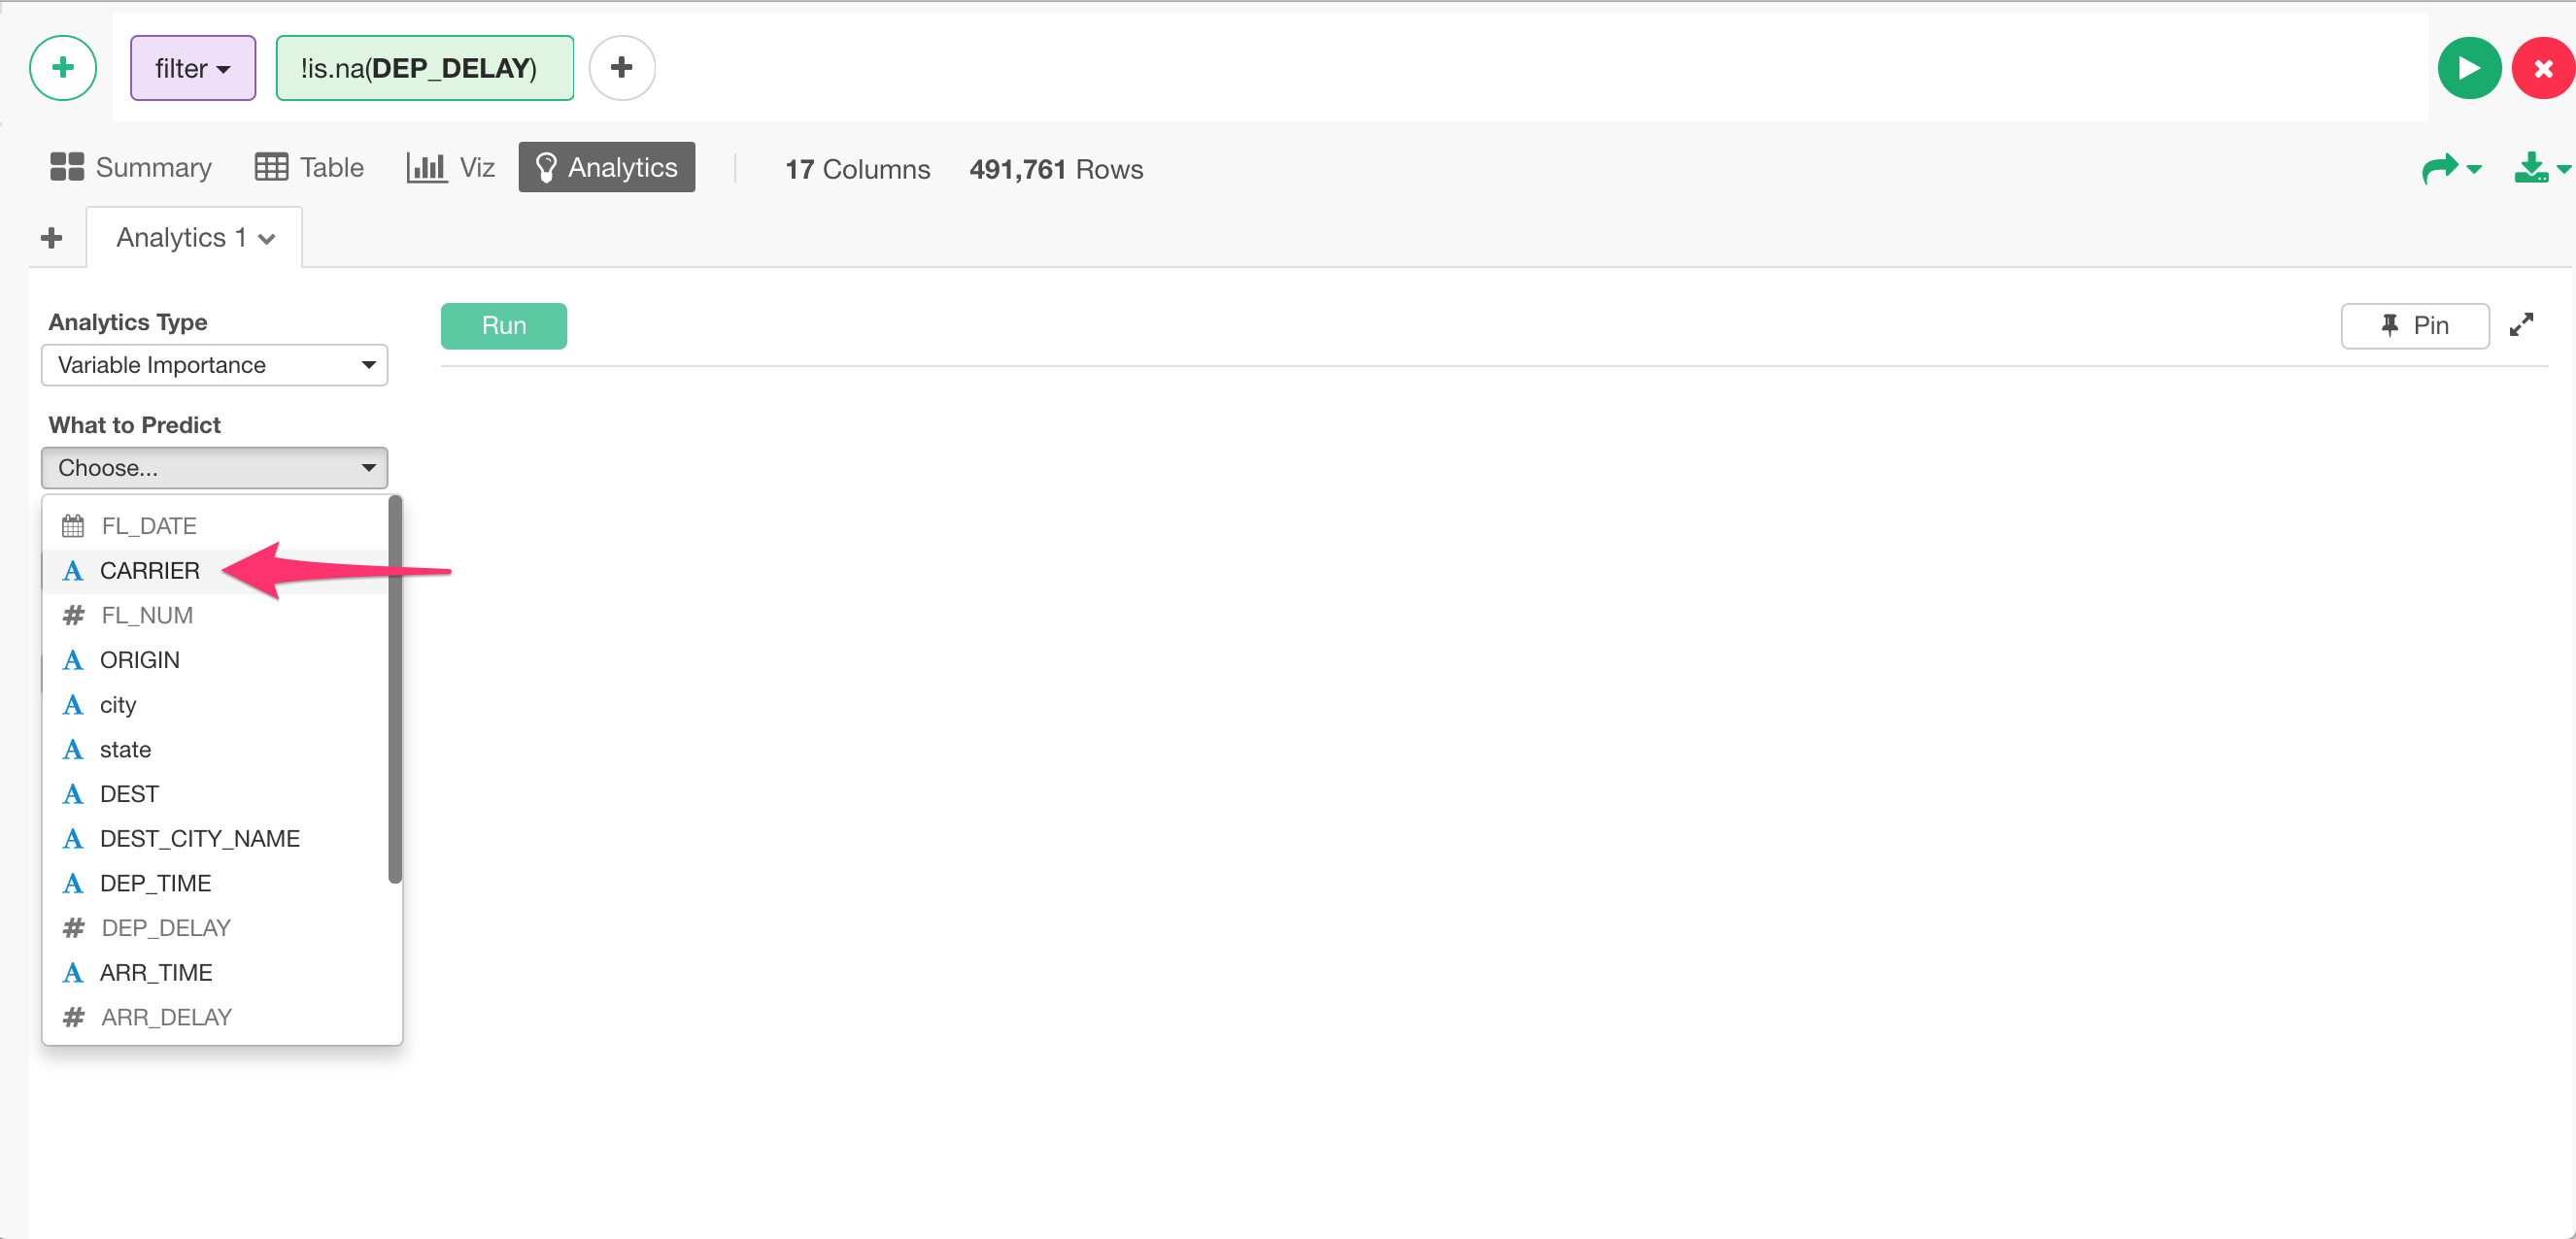 filter
!is.na(DEP_DELAY)
Summary
Table
Viz
Analytics
17 Columns
491,761 Rows
Analytics 1
Analytics Type
Variable Importance
Run
Pin
What to Predict
Choose...
FL_DATE
CARRIER
FL_NUM
ORIGIN
city
state
DEST
DEST_CITY_NAME
DEP_TIME
DEP_DELAY
ARR_TIME
ARR_DELAY